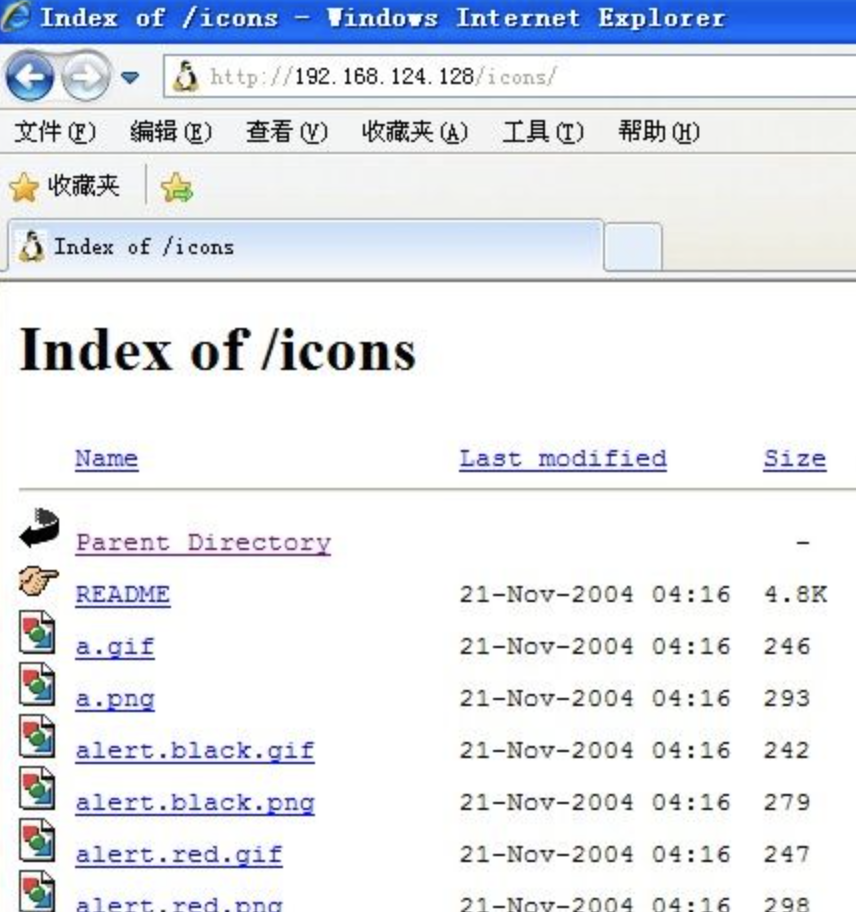 Index of /icons - Windows Internet Explorer
http://192.168.124.128/icons/
文件(F) 编辑(E) 查看(V) 收藏夹(A) 工具(T) 帮助(H)
收藏夹
Index of /icons
Index of /icons
Name Last modified Size
Parent Directory -
README 21-Nov-2004 04:16 4.8K
a.gif 21-Nov-2004 04:16 246
a.png 21-Nov-2004 04:16 293
alert.black.gif 21-Nov-2004 04:16 242
alert.black.png 21-Nov-2004 04:16 279
alert.red.gif 21-Nov-2004 04:16 247
alert.red.png 21-Nov-2004 04:16 298